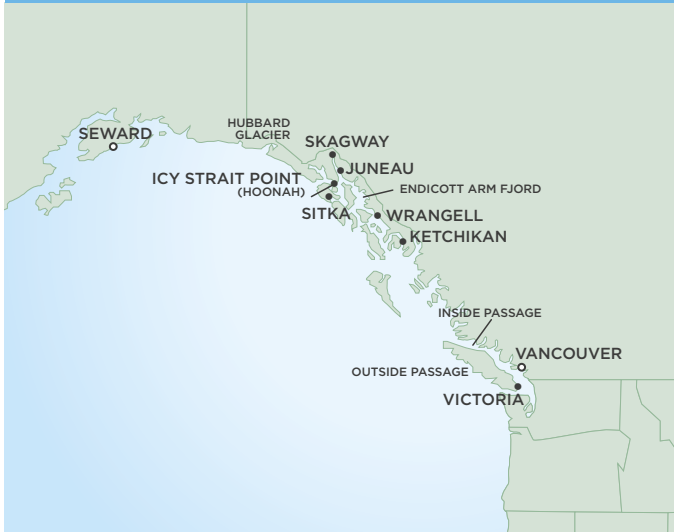 HUBBARD
GLACIER
SEWARD
SKAGWAY
JUNEAU
ICY STRAIT POINT
(HOONAH)
ENDICOTT ARM FJORD
SITKA
WRANGELL
KETCHIKAN
INSIDE PASSAGE
VANCOUVER
OUTSIDE PASSAGE
VICTORIA